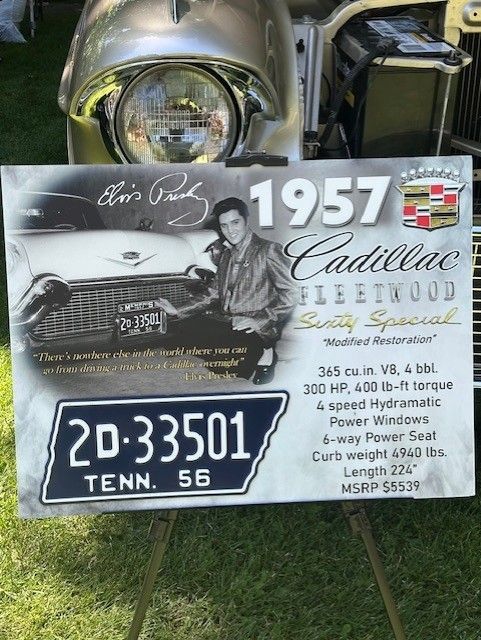 Elvis Presley
1957
Cadillac
FLEETWOOD
Sixty Special
"Modified Restoration"
2D·33501
TENN. 56
"There's nowhere else in the world where you can
go from driving a truck to a Cadillac overnight"
-Elvis Presley
365 cu.in. V8, 4 bbl.
300 HP, 400 lb-ft torque
4 speed Hydramatic
Power Windows
6-way Power Seat
Curb weight 4940 lbs.
Length 224"
MSRP $5539
2D·33501
TENN. 56